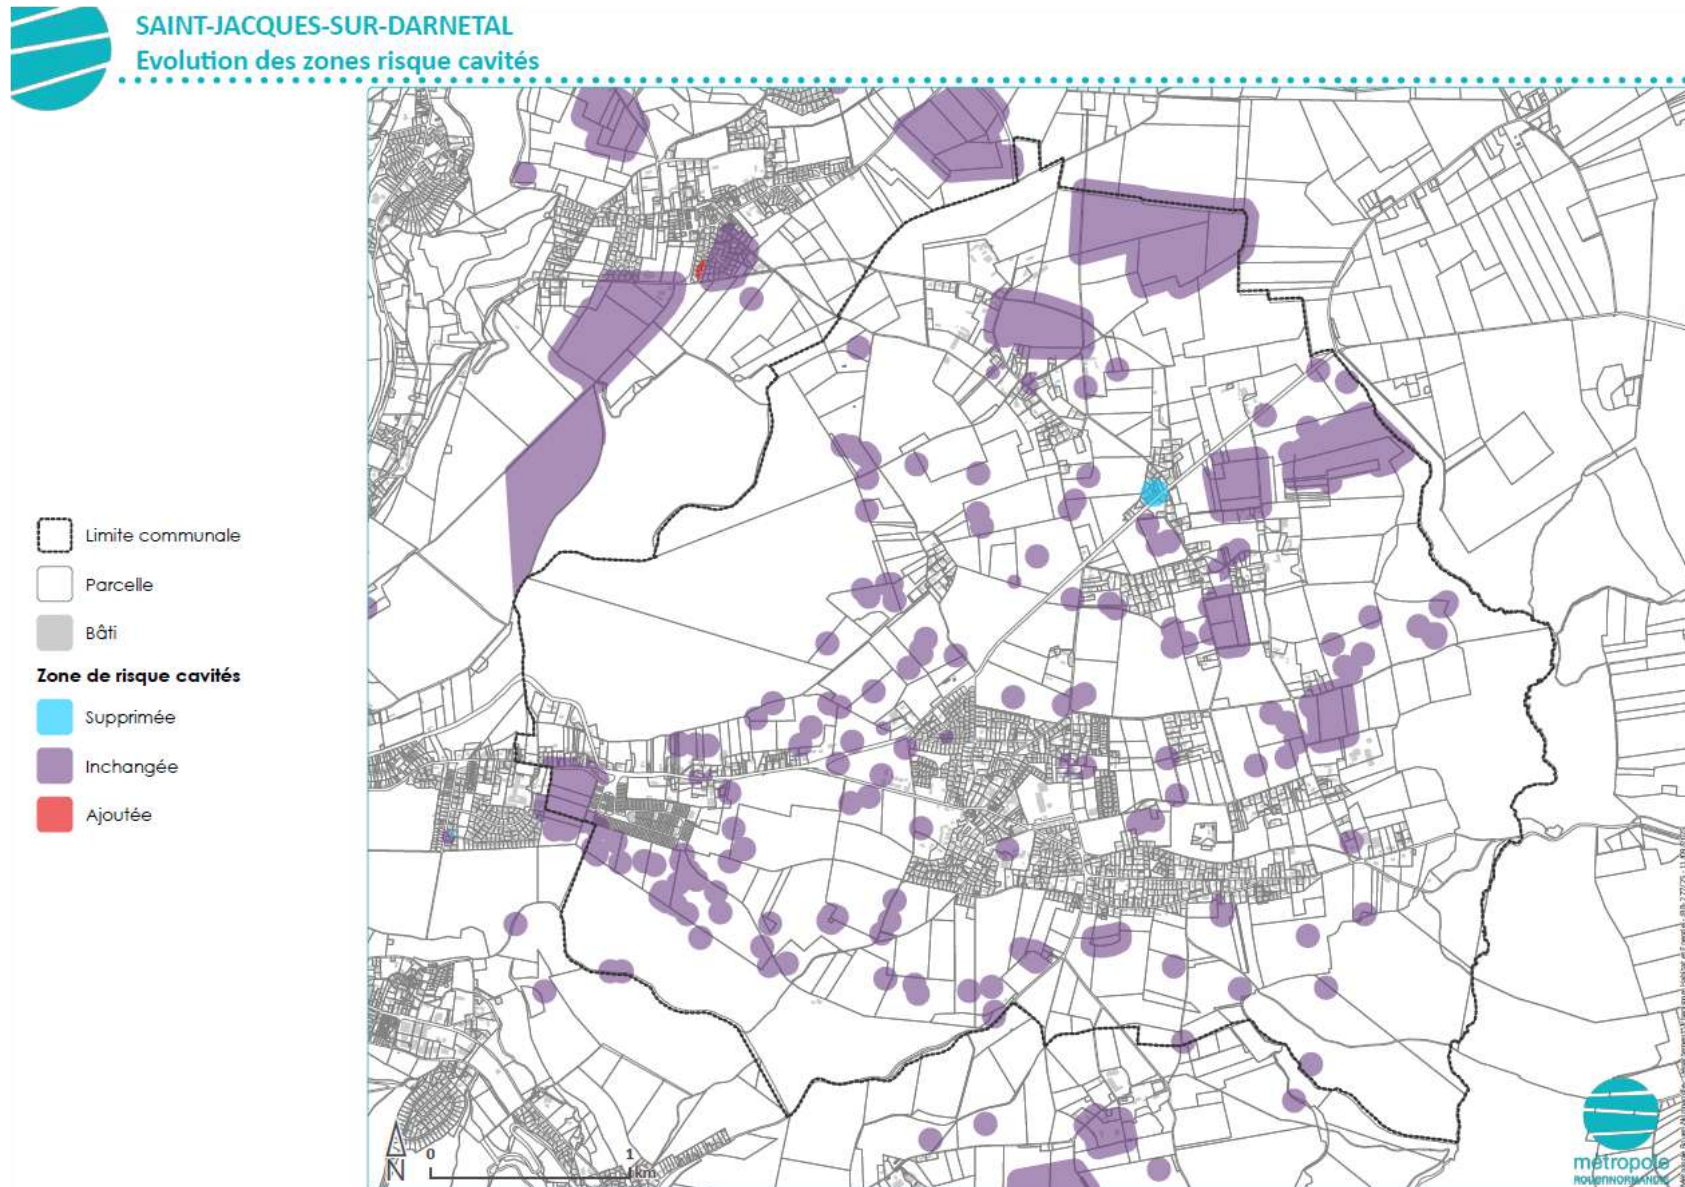 SAINT-JACQUES-SUR-DARNETAL
Evolution des zones risque cavités
Limite communale
Parcelle
Bâti
Zone de risque cavités
Supprimée
Inchangée
Ajoutée
N
0
1
km
métropole
ROUENNORMANDIE